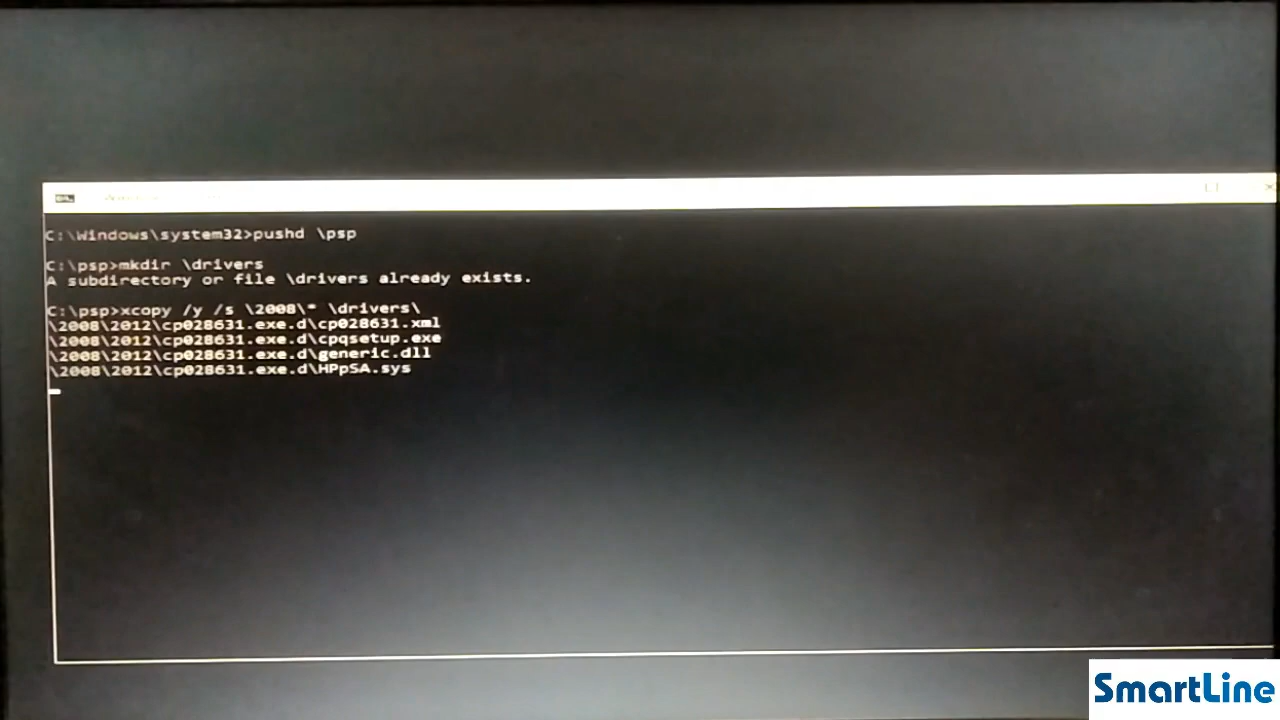 C:\Windows\system32>pushd \psp
C:\psp>mkdir \drivers
A subdirectory or file \drivers already exists.
C:\psp>xcopy /y /s \2008\* \drivers\
\2008\2012\cp028631.exe.d\cp028631.xml
\2008\2012\cp028631.exe.d\cpqsetup.exe
\2008\2012\cp028631.exe.d\generic.dll
\2008\2012\cp028631.exe.d\HPpSA.sys
SmartLine